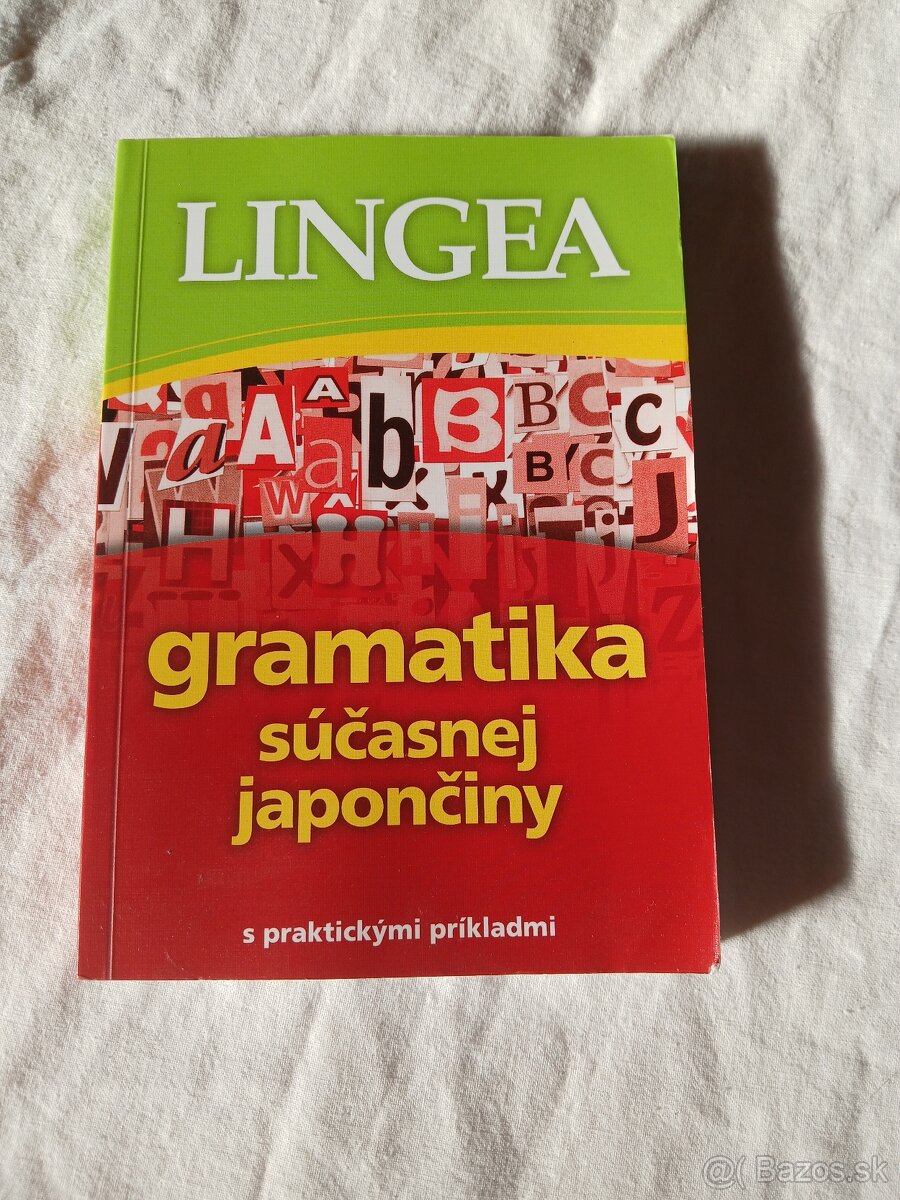 LINGEA
gramatika
súčasnej
japončiny
s praktickými príkladmi
@( Bazos.sk